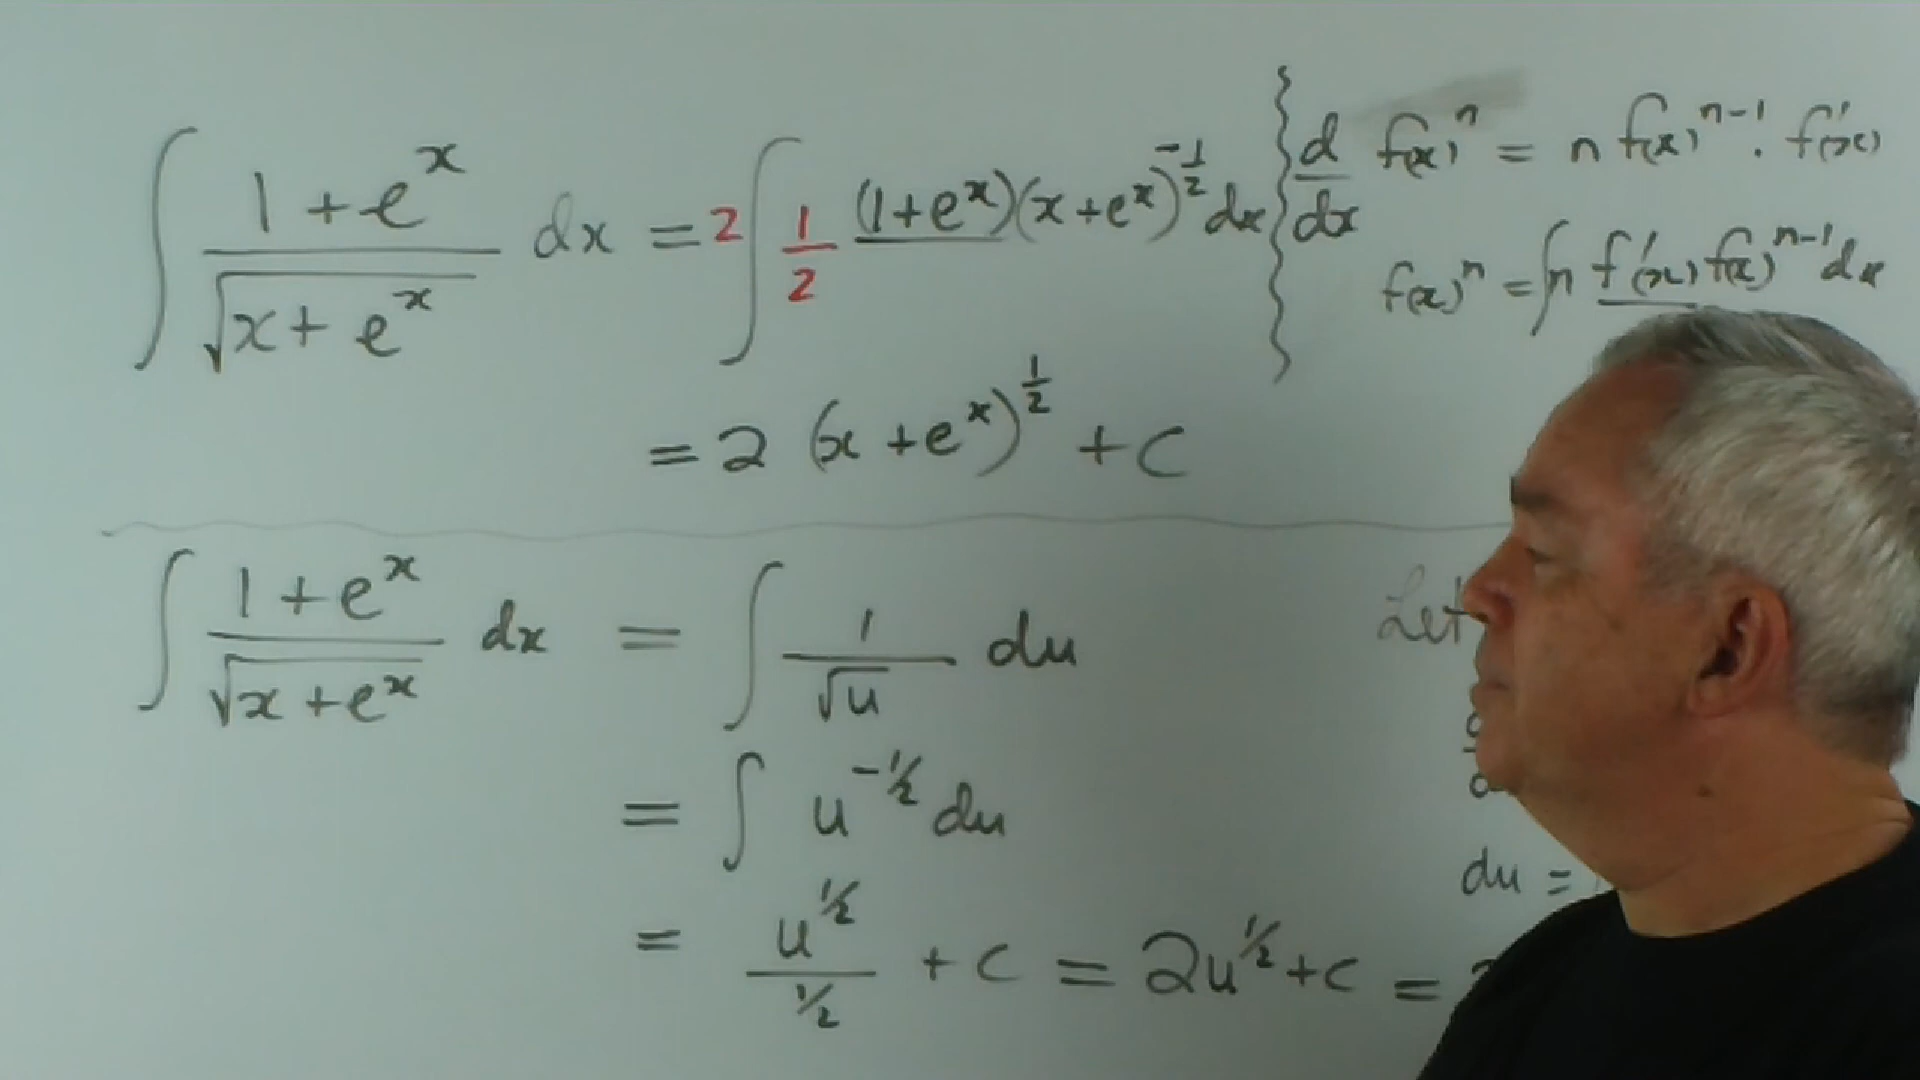 ∫ (1+e^x)/√(x+e^x) dx = 2 ∫ 1/2 (1+e^x)(x+e^x)^(-1/2) dx
= 2 (x+e^x)^(1/2) + c
d/dx f(x)^n = n f(x)^(n-1) . f'(x)
f(x)^n = ∫ n f'(x) f(x)^(n-1) dx
∫ (1+e^x)/√(x+e^x) dx = ∫ 1/√u du
= ∫ u^(-1/2) du
= u^(1/2)/(1/2) + c = 2u^(1/2) + c =
Let
du =